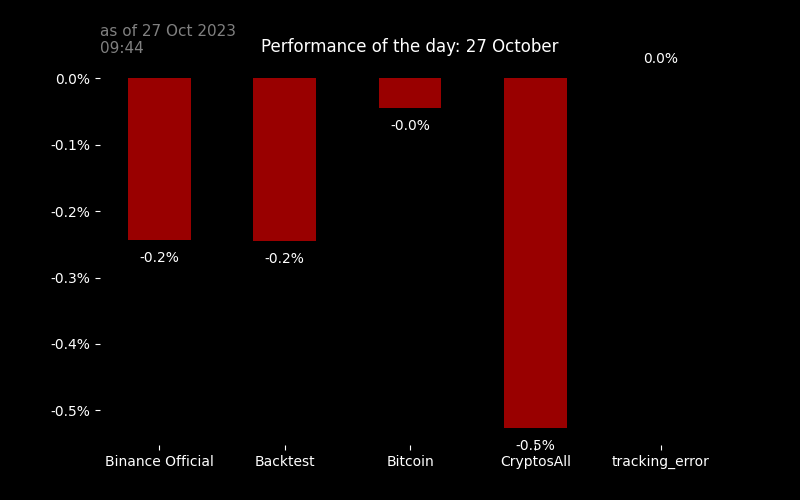 as of 27 Oct 2023
09:44
Performance of the day: 27 October
0.0%
0.0%
-0.1%
-0.2%
-0.3%
-0.4%
-0.5%
-0.2%
-0.2%
-0.0%
-0.5%
Binance Official
Backtest
Bitcoin
CryptosAll
tracking_error